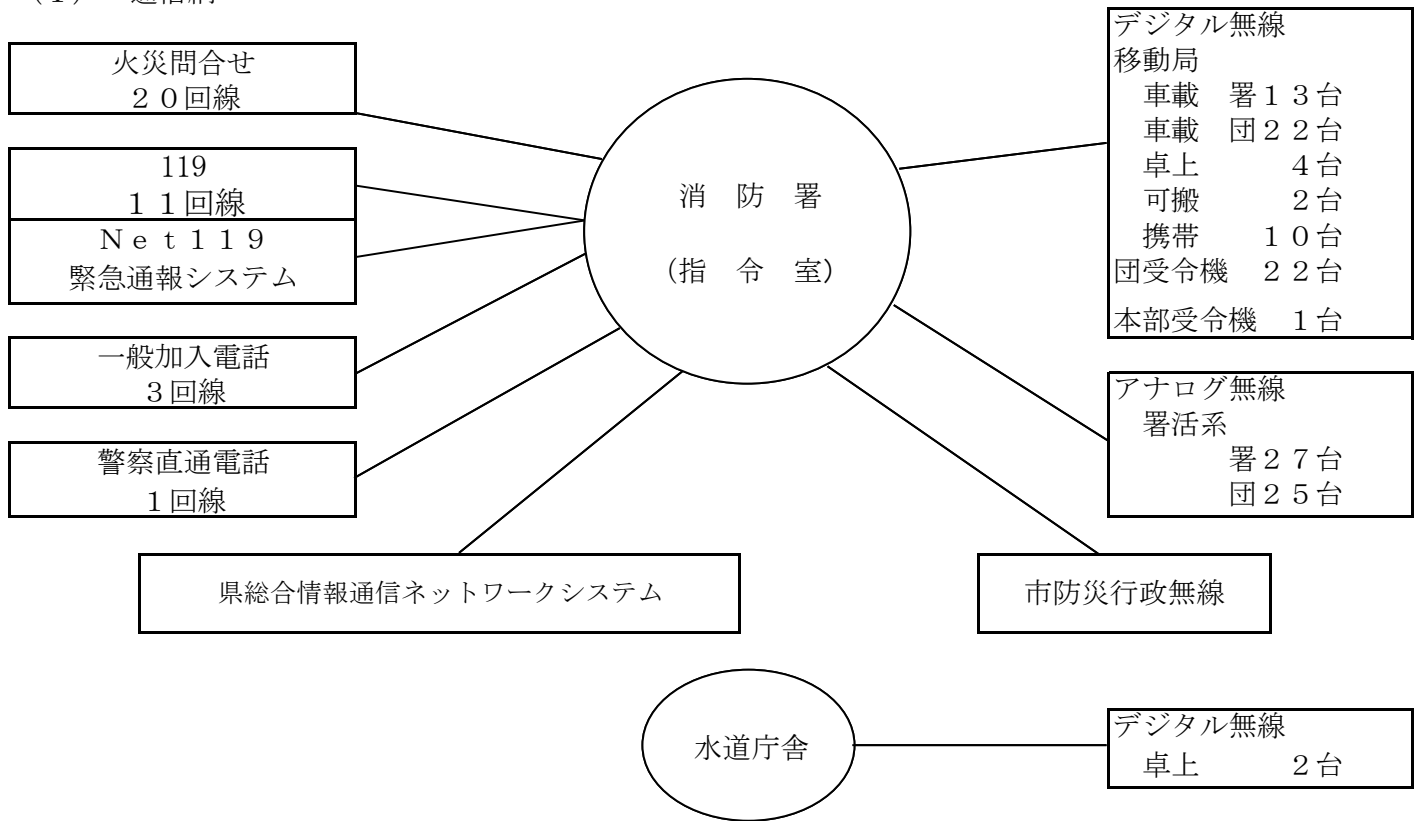 火災問合せ
２０回線
119
１１回線
Ｎｅｔ１１９
緊急通報システム
一般加入電話
３回線
警察直通電話
１回線
消　防　署
（指　令　室）
デジタル無線
移動局
車載　署１３台
車載　団２２台
卓上　　　４台
可搬　　　２台
携帯　　１０台
団受令機　２２台
本部受令機　１台
アナログ無線
署活系
署２７台
団２５台
県総合情報通信ネットワークシステム
市防災行政無線
水道庁舎
デジタル無線
卓上　　　２台